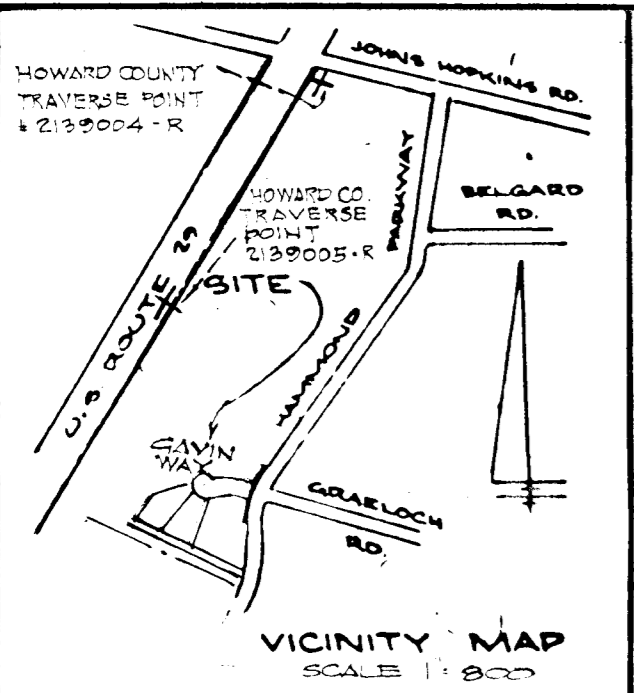 JOHNS HOPKINS RD.
HOWARD COUNTY
TRAVERSE POINT
# 2139004-R
PARKWAY
BELGARD
RD.
HOWARD CO.
TRAVERSE
POINT
2139005-R
U.S ROUTE 29
SITE
HAMMOND
GAVIN
WAY
GRAELOCH
RD.
VICINITY MAP
SCALE 1:800